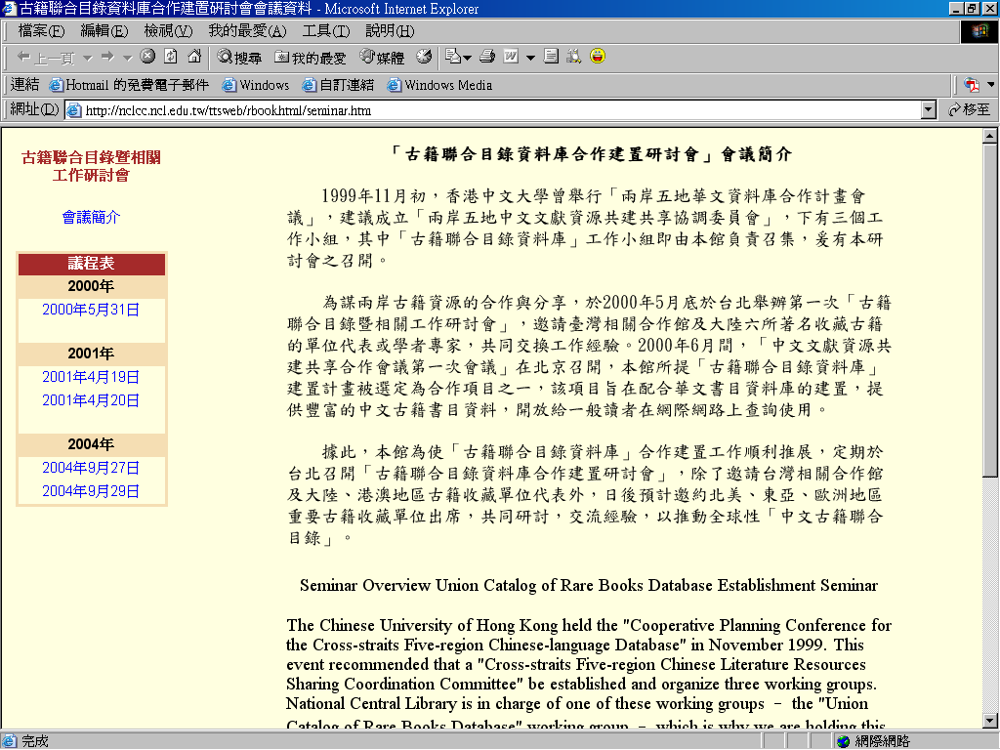 古籍聯合目錄資料庫合作建置研討會會議資料 - Microsoft Internet Explorer
檔案(F) 編輯(E) 檢視(V) 我的最愛(A) 工具(T) 說明(H)
上一頁 搜尋 我的最愛 媒體
連結 Hotmail 的免費電子郵件 Windows 自訂連結 Windows Media
網址(D) http://nclcc.ncl.edu.tw/ttsweb/rbookhtml/seminar.htm 移至
古籍聯合目錄暨相關
工作研討會
會議簡介
議程表
2000年
2000年5月31日
2001年
2001年4月19日
2001年4月20日
2004年
2004年9月27日
2004年9月29日
「古籍聯合目錄資料庫合作建置研討會」會議簡介
1999年11月初，香港中文大學曾舉行「兩岸五地華文資料庫合作計畫會
議」，建議成立「兩岸五地中文文獻資源共建共享協調委員會」，下有三個工
作小組，其中「古籍聯合目錄資料庫」工作小組即由本館負責召集，爰有本研
討會之召開。
為謀兩岸古籍資源的合作與分享，於2000年5月底於台北舉辦第一次「古籍
聯合目錄暨相關工作研討會」，邀請臺灣相關合作館及大陸六所著名收藏古籍
的單位代表或學者專家，共同交換工作經驗。2000年6月間，「中文文獻資源共
建共享合作會議第一次會議」在北京召開，本館所提「古籍聯合目錄資料庫」
建置計畫被選定為合作項目之一，該項目旨在配合華文書目資料庫的建置，提
供豐富的中文古籍書目資料，開放給一般讀者在網際網路上查詢使用。
據此，本館為使「古籍聯合目錄資料庫」合作建置工作順利推展，定期於
台北召開「古籍聯合目錄資料庫合作建置研討會」，除了邀請台灣相關合作館
及大陸、港澳地區古籍收藏單位代表外，日後預計邀約北美、東亞、歐洲地區
重要古籍收藏單位出席，共同研討，交流經驗，以推動全球性「中文古籍聯合
目錄」。
Seminar Overview Union Catalog of Rare Books Database Establishment Seminar
The Chinese University of Hong Kong held the "Cooperative Planning Conference for
the Cross-straits Five-region Chinese-language Database" in November 1999. This
event recommended that a "Cross-straits Five-region Chinese Literature Resources
Sharing Coordination Committee" be established and organize three working groups.
National Central Library is in charge of one of these working groups － the "Union
Catalog of Rare Books Database" working group － which is why we are holding this
完成 網際網路